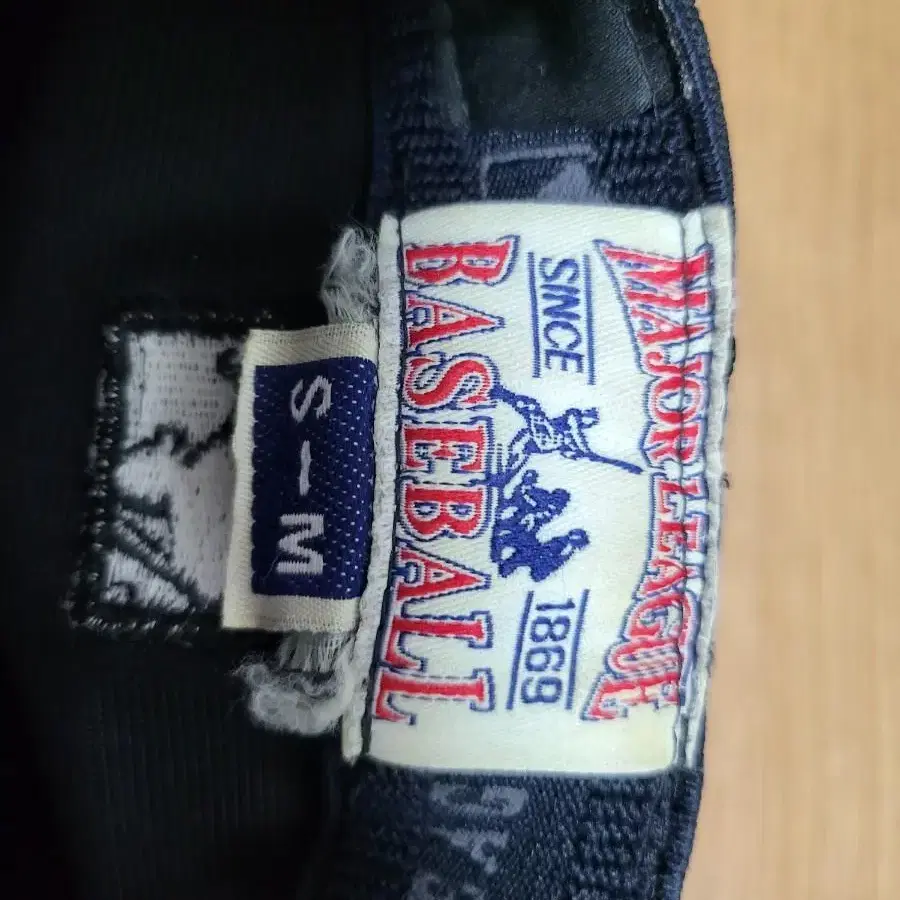 MAJOR LEAGUE
SINCE 1869
BASEBALL
S-M